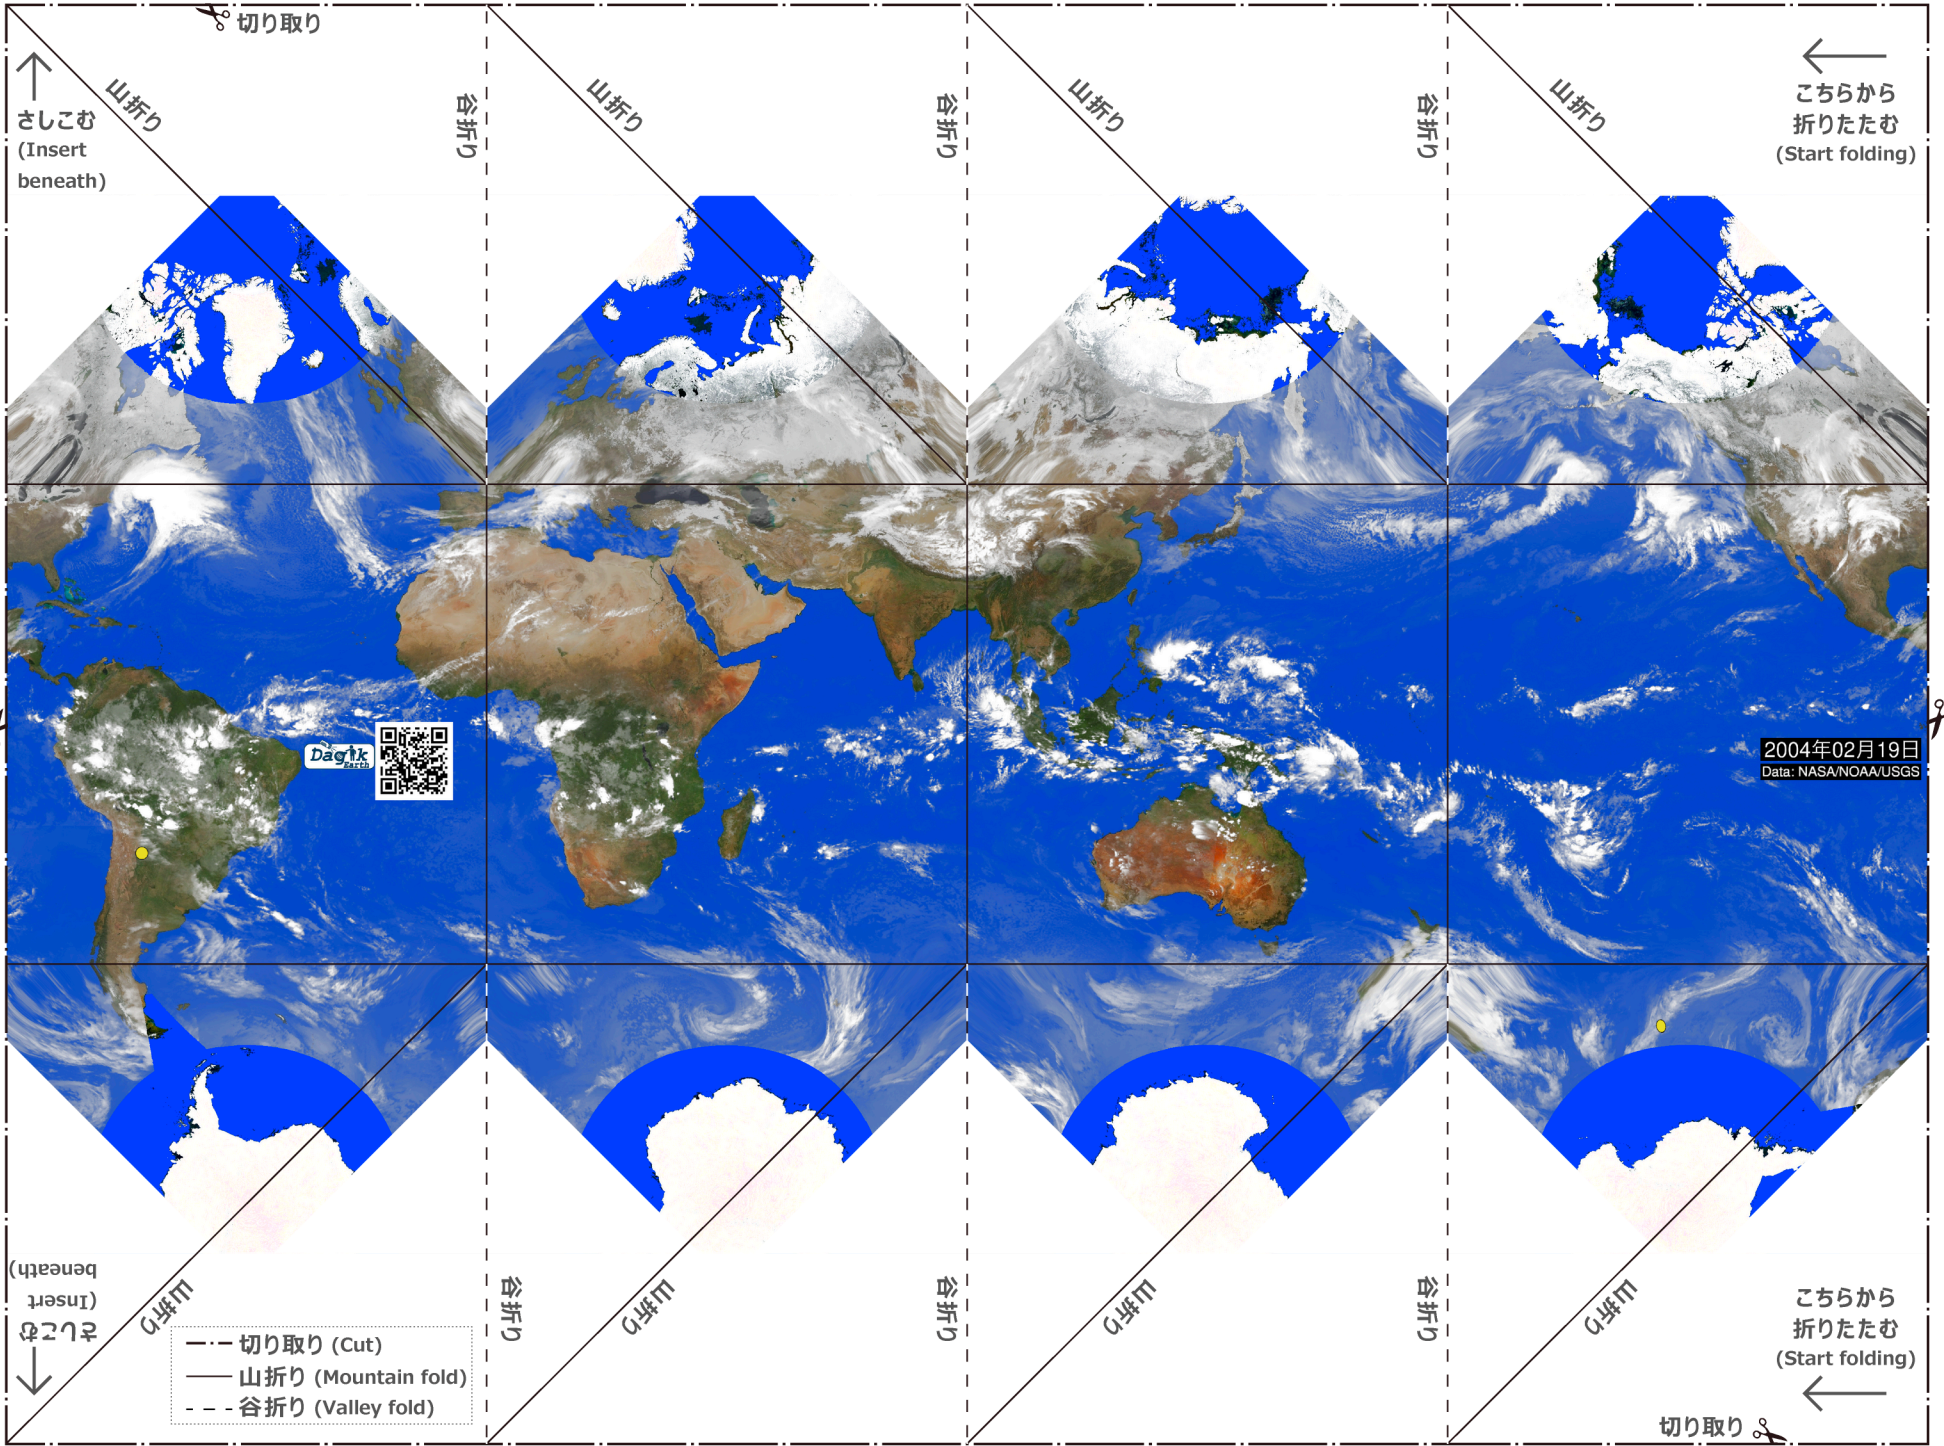 切り取り
山折り
谷折り
山折り
谷折り
山折り
谷折り
山折り
さしこむ
(Insert
beneath)
こちらから
折りたたむ
(Start folding)
Dagik
Earth
2004年02月19日
Data: NASA/NOAA/USGS
さしこむ
(Insert
beneath)
山折り
谷折り
山折り
谷折り
山折り
谷折り
山折り
こちらから
折りたたむ
(Start folding)
切り取り (Cut)
山折り (Mountain fold)
谷折り (Valley fold)
切り取り